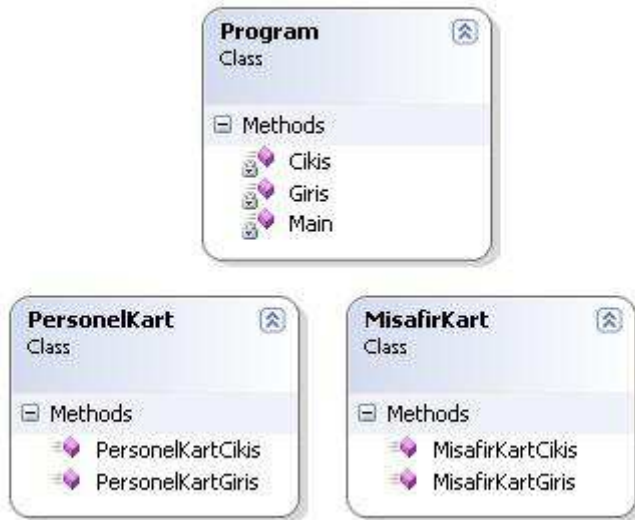 Program
Class
Methods
Cikis
Giris
Main
PersonelKart
Class
Methods
PersonelKartCikis
PersonelKartGiris
MisafirKart
Class
Methods
MisafirKartCikis
MisafirKartGiris